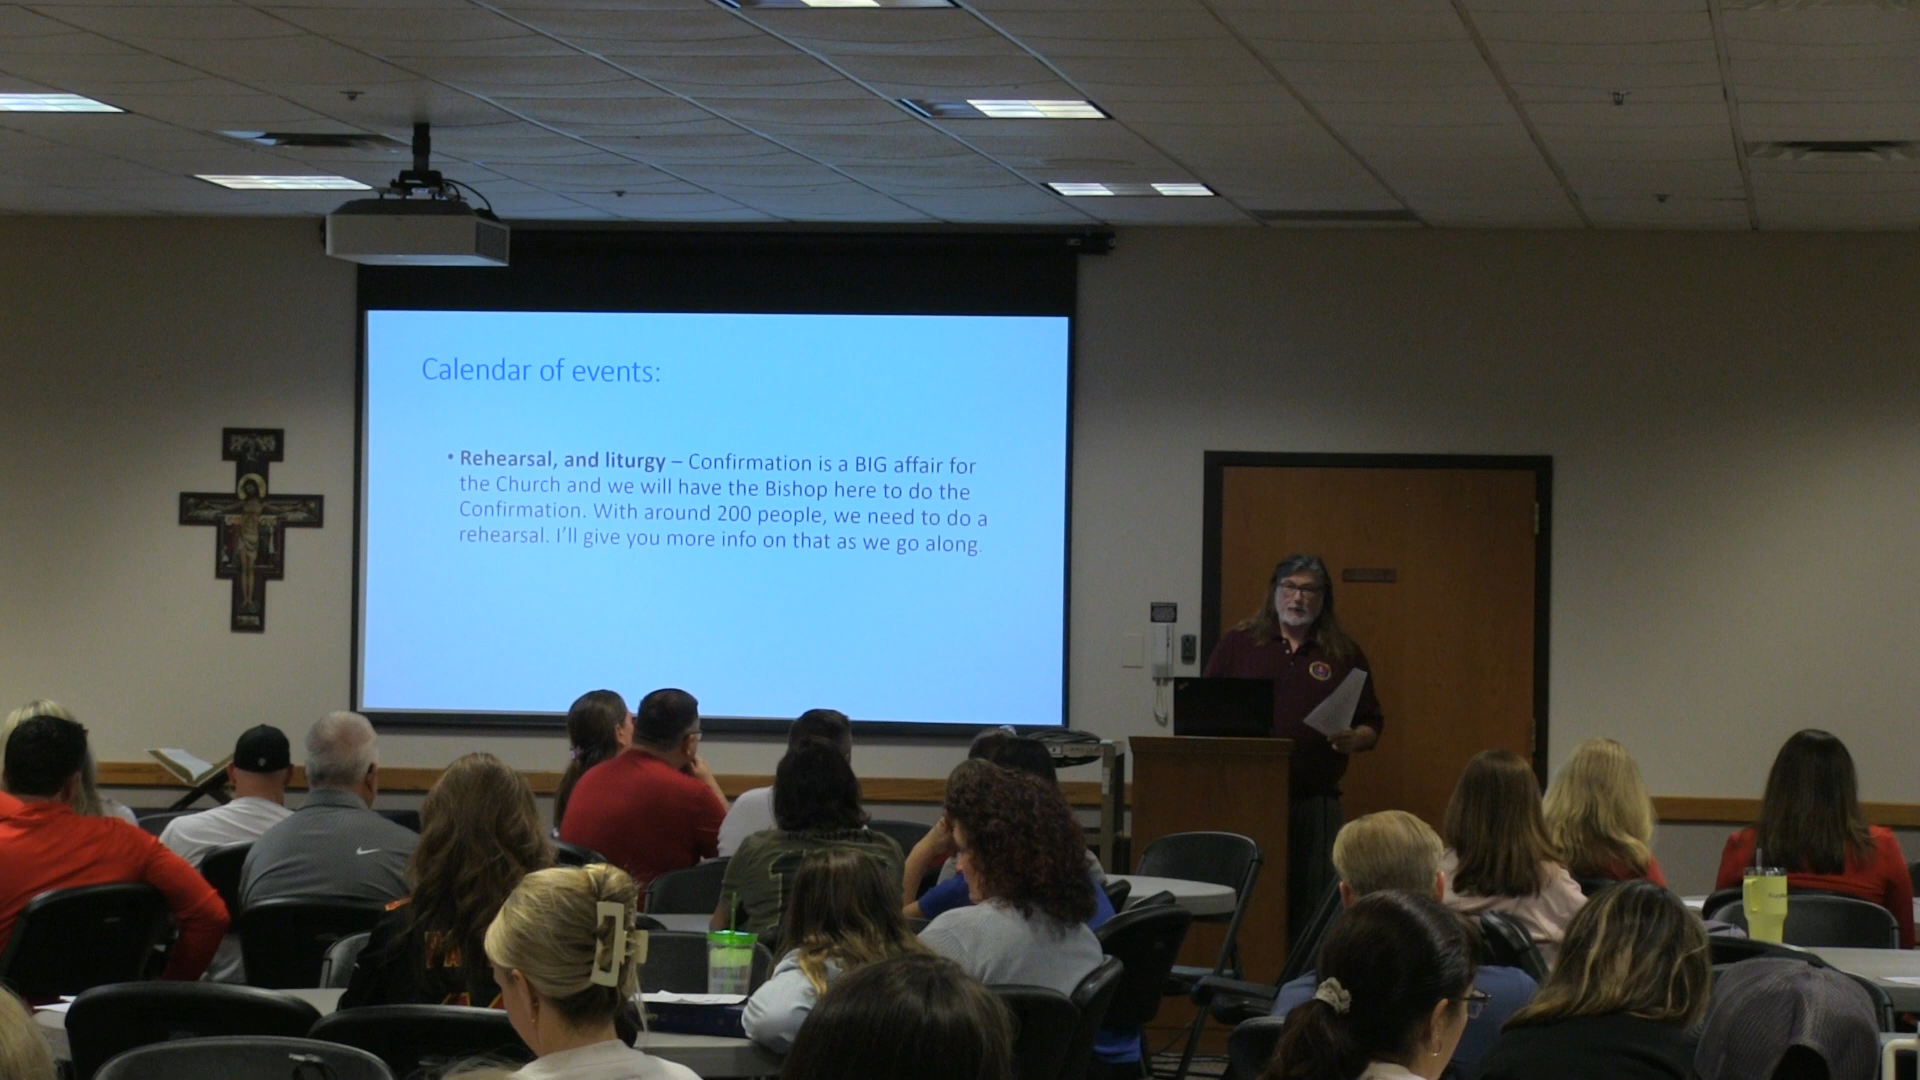 Calendar of events:
• Rehearsal, and liturgy – Confirmation is a BIG affair for
the Church and we will have the Bishop here to do the
Confirmation. With around 200 people, we need to do a
rehearsal. I'll give you more info on that as we go along.